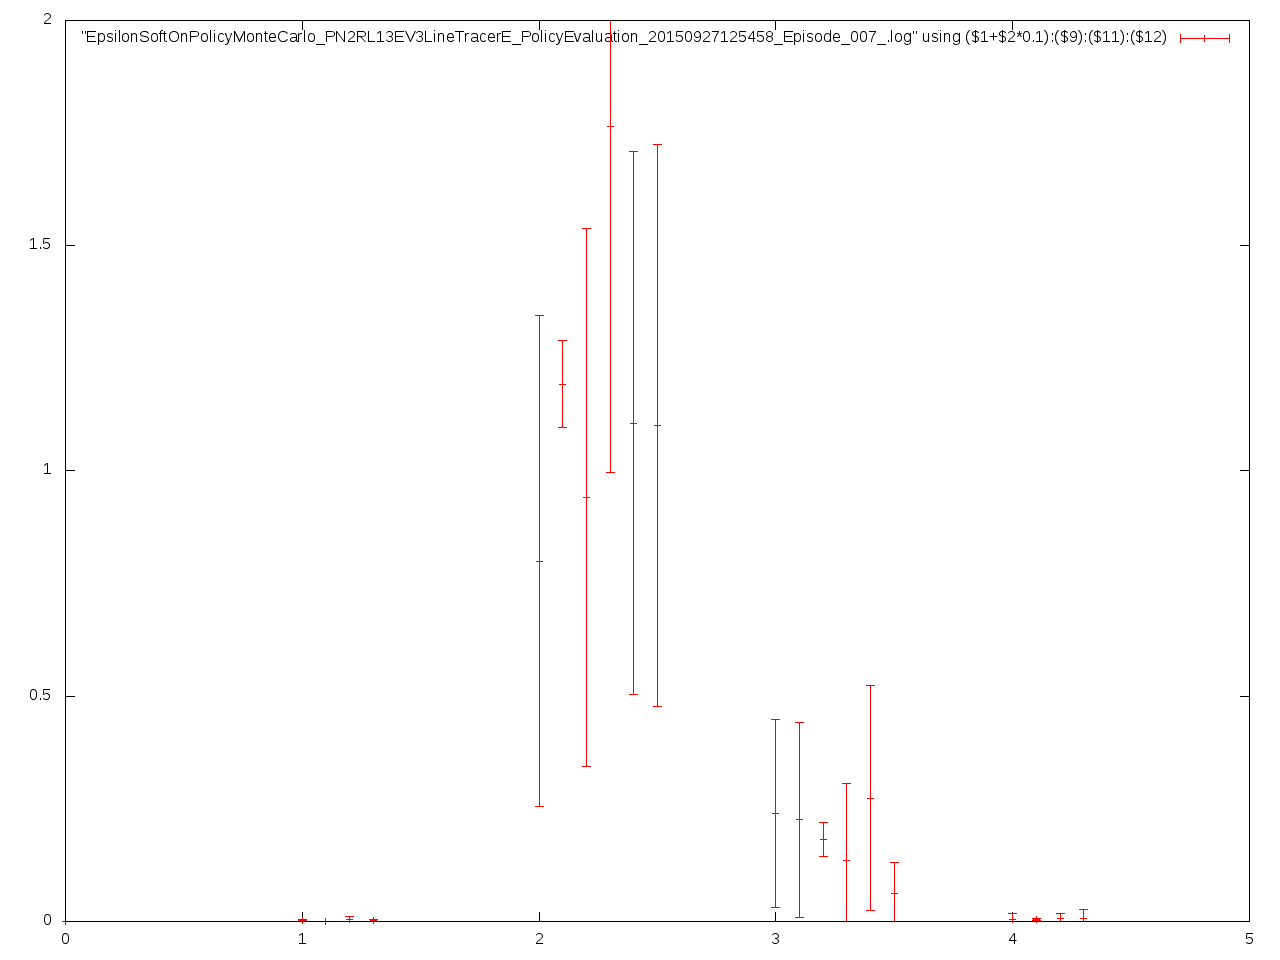 2
"EpsilonSoftOnPolicyMonteCarlo_PN2RL13EV3LineTracerE_PolicyEvaluation_20150927125458_Episode_007_.log" using ($1+$2*0.1):($9):($11):($12)
1.5
1
0.5
0
0 1 2 3 4 5